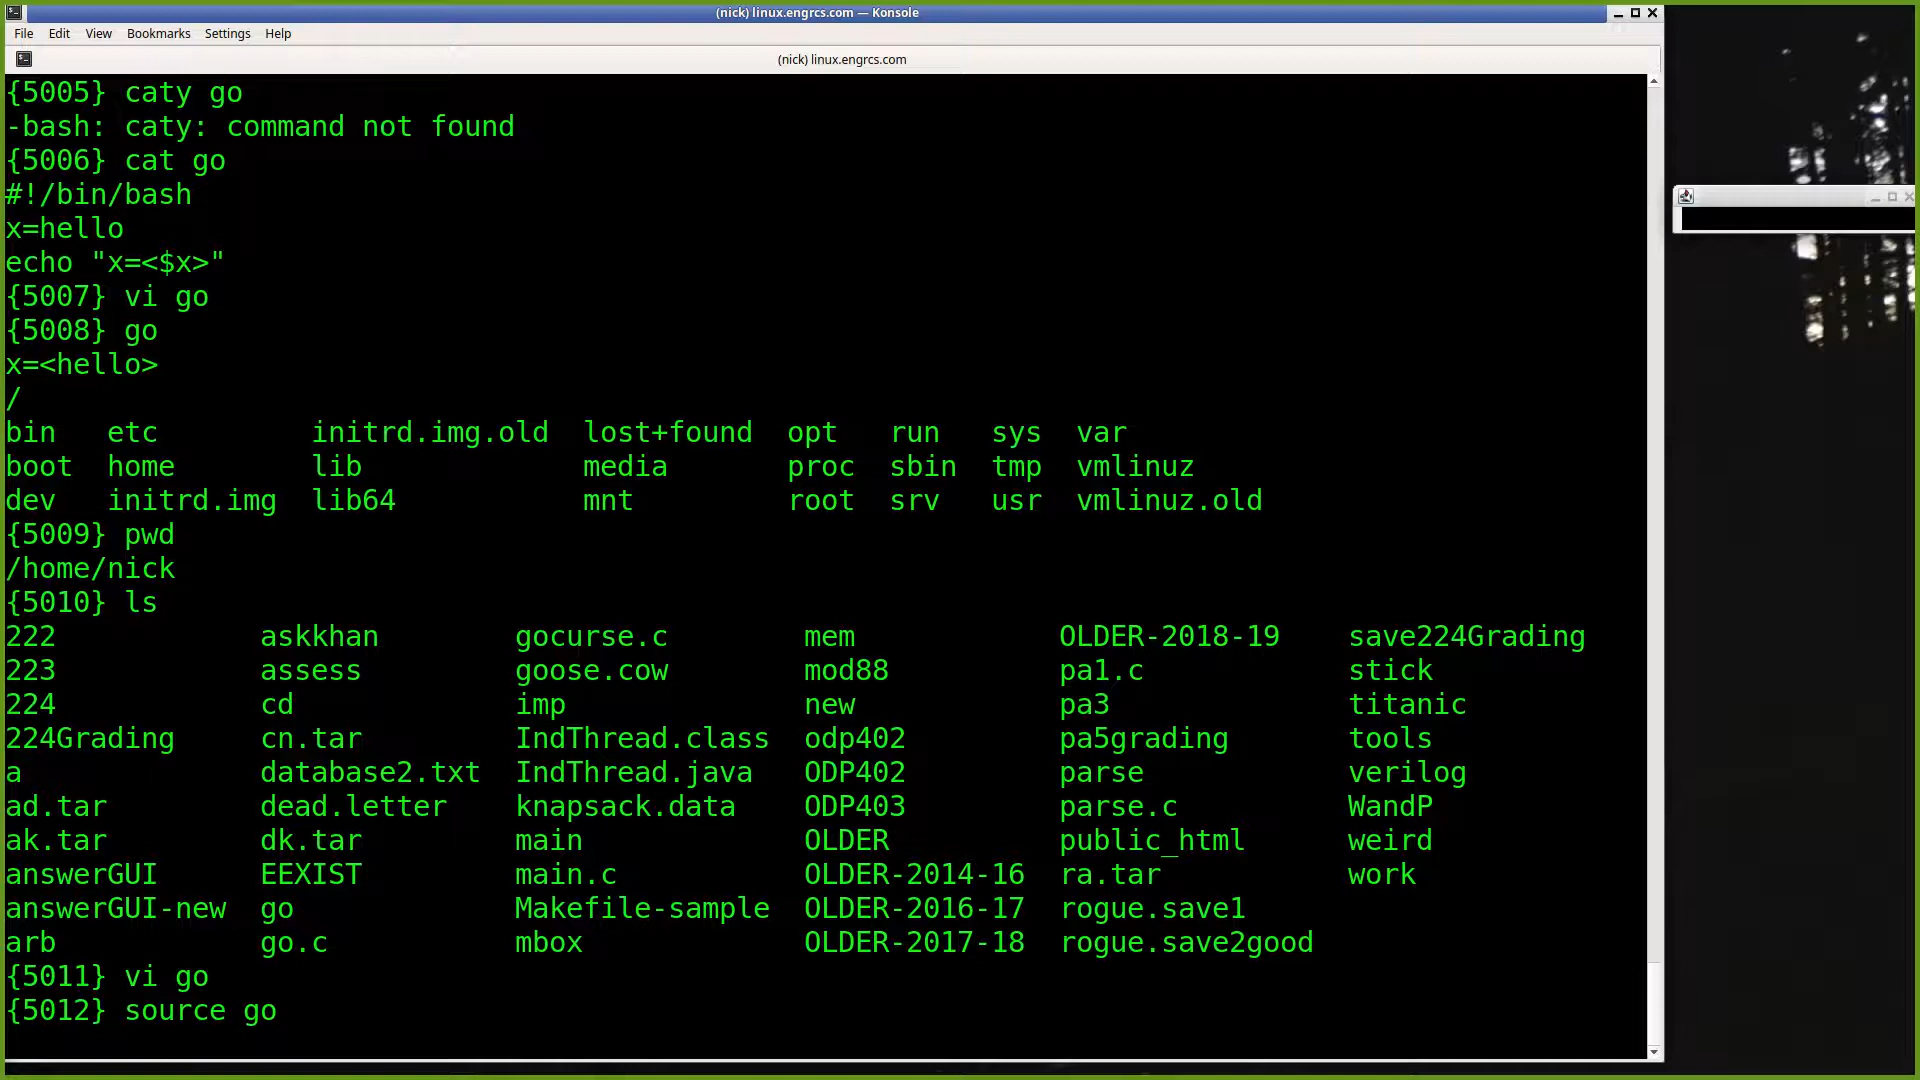 (nick) linux.engrcs.com — Konsole
File Edit View Bookmarks Settings Help
(nick) linux.engrcs.com
{5005} caty go
-bash: caty: command not found
{5006} cat go
#!/bin/bash
x=hello
echo "x=<$x>"
{5007} vi go
{5008} go
x=<hello>
/
bin etc initrd.img.old lost+found opt run sys var
boot home lib media proc sbin tmp vmlinuz
dev initrd.img lib64 mnt root srv usr vmlinuz.old
{5009} pwd
/home/nick
{5010} ls
222 askkhan gocurse.c mem OLDER-2018-19 save224Grading
223 assess goose.cow mod88 pa1.c stick
224 cd imp new pa3 titanic
224Grading cn.tar IndThread.class odp402 pa5grading tools
a database2.txt IndThread.java ODP402 parse verilog
ad.tar dead.letter knapsack.data ODP403 parse.c WandP
ak.tar dk.tar main OLDER public_html weird
answerGUI EEXIST main.c OLDER-2014-16 ra.tar work
answerGUI-new go Makefile-sample OLDER-2016-17 rogue.save1
arb go.c mbox OLDER-2017-18 rogue.save2good
{5011} vi go
{5012} source go